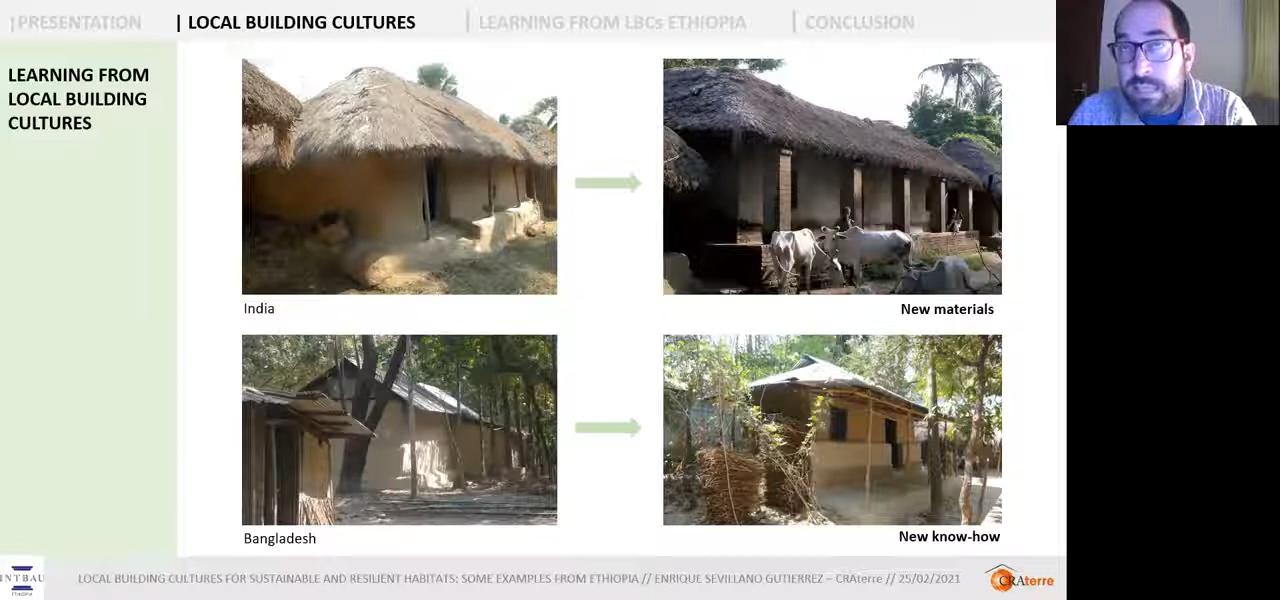 |PRESENTATION
| LOCAL BUILDING CULTURES
| LEARNING FROM LBCs ETHIOPIA
| CONCLUSION
LEARNING FROM
LOCAL BUILDING
CULTURES
India
New materials
Bangladesh
New know-how
INTBAU
ETHIOPIA
LOCAL BUILDING CULTURES FOR SUSTAINABLE AND RESILIENT HABITATS: SOME EXAMPLES FROM ETHIOPIA // ENRIQUE SEVILLANO GUTIERREZ – CRAterre // 25/02/2021
CRAterre